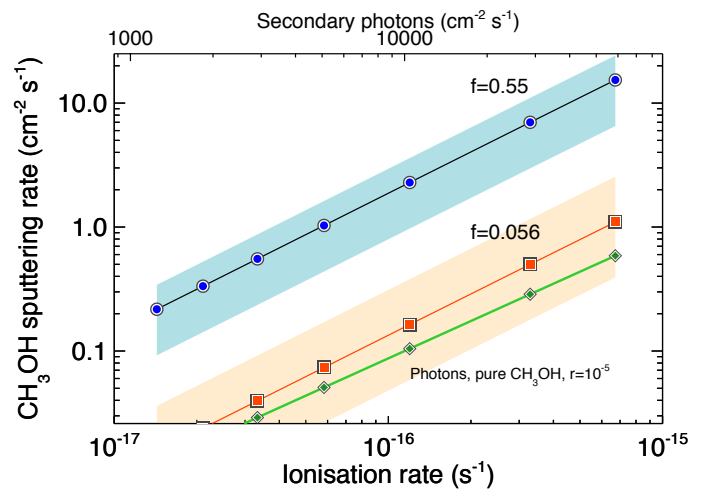 Secondary photons (cm⁻² s⁻¹)
1000 10000
CH₃OH sputtering rate (cm⁻² s⁻¹)
10.0
1.0
0.1
f=0.55
f=0.056
Photons, pure CH₃OH, r=10⁻⁵
10⁻¹⁷ 10⁻¹⁶ 10⁻¹⁵
Ionisation rate (s⁻¹)